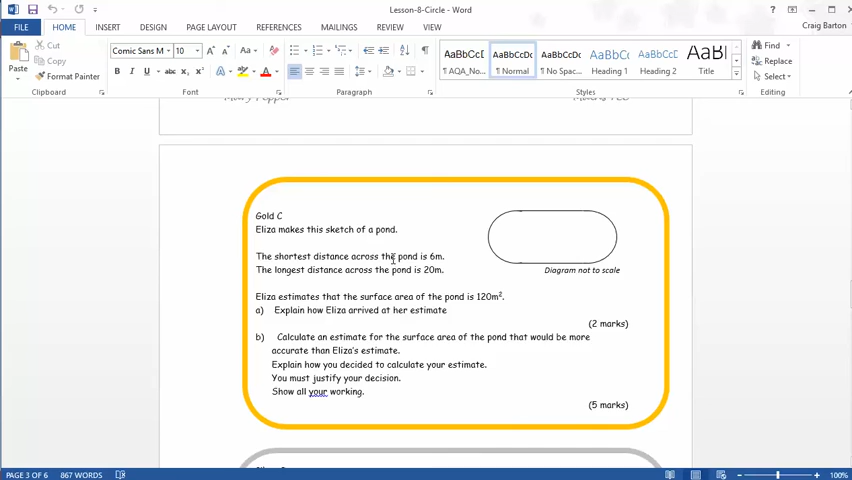 Lesson-8-Circle - Word
Craig Barton
FILE HOME INSERT DESIGN PAGE LAYOUT REFERENCES MAILINGS REVIEW VIEW
Paste
Cut
Copy
Format Painter
Clipboard
Comic Sans M 10
Font
Paragraph
AaBbCcD AaBbCcDc AaBbCcDc AaBbC AaBbCcD AaBl
¶ AQA_No... ¶ Normal ¶ No Spac... Heading 1 Heading 2 Title
Styles
Find
Replace
Select
Editing
Gold C
Eliza makes this sketch of a pond.
The shortest distance across the pond is 6m.
The longest distance across the pond is 20m.
Diagram not to scale
Eliza estimates that the surface area of the pond is 120m².
a) Explain how Eliza arrived at her estimate
(2 marks)
b) Calculate an estimate for the surface area of the pond that would be more
accurate than Eliza's estimate.
Explain how you decided to calculate your estimate.
You must justify your decision.
Show all your working.
(5 marks)
PAGE 3 OF 6 867 WORDS
100%